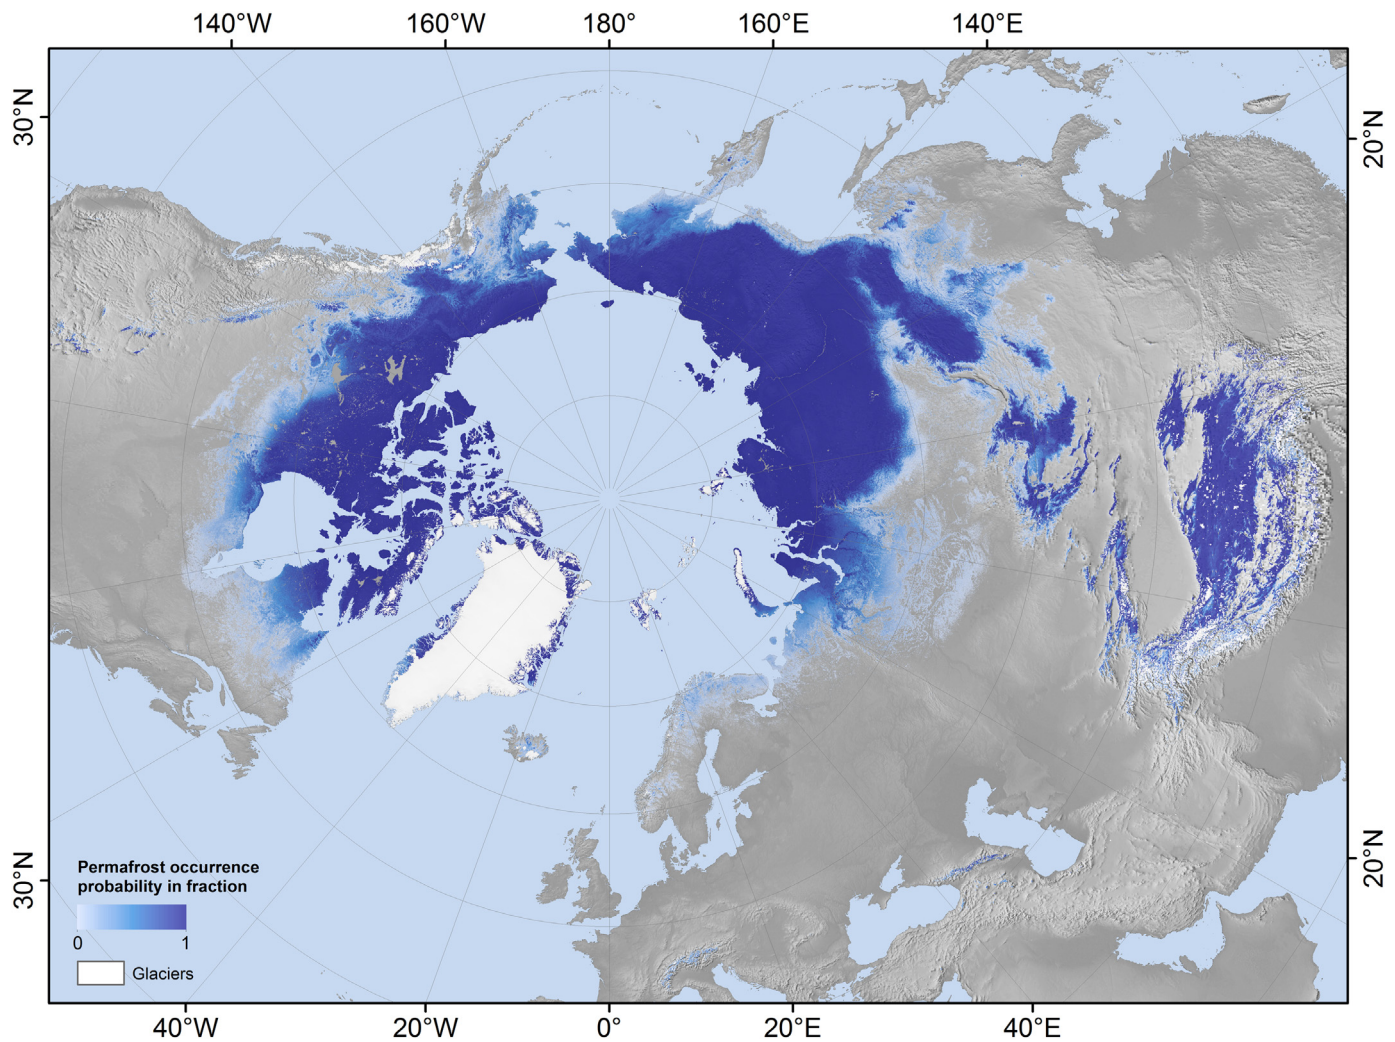 140°W 160°W 180° 160°E 140°E
30°N
20°N
30°N
20°N
Permafrost occurrence
probability in fraction
0 1
Glaciers
40°W 20°W 0° 20°E 40°E